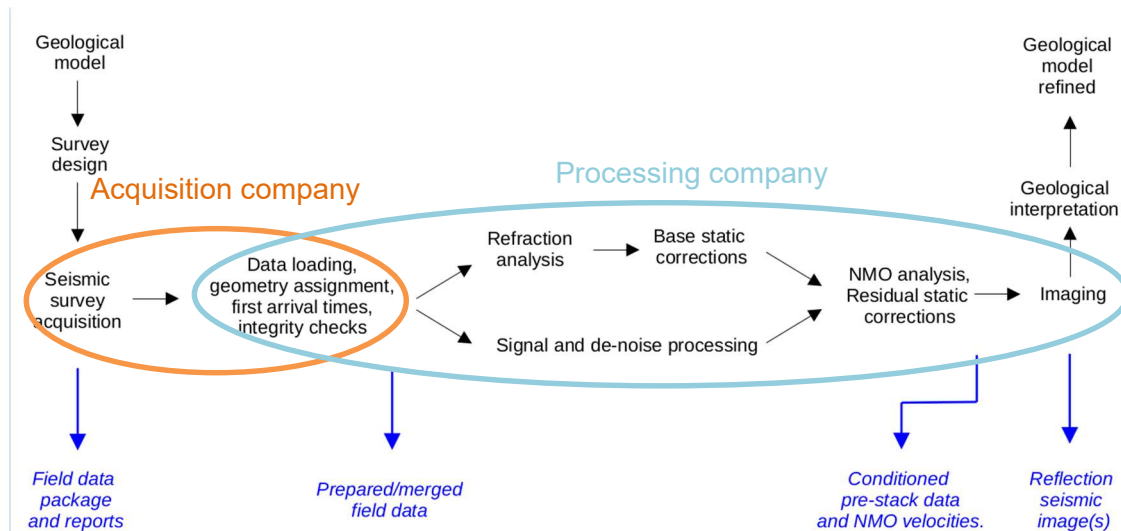 Geological
model
Survey
design
Acquisition company
Processing company
Geological
model
refined
Geological
interpretation
Seismic
survey
acquisition
Data loading,
geometry assignment,
first arrival times,
integrity checks
Refraction
analysis
Base static
corrections
Signal and de-noise processing
NMO analysis,
Residual static
corrections
Imaging
Field data
package
and reports
Prepared/merged
field data
Conditioned
pre-stack data
and NMO velocities.
Reflection
seismic
image(s)